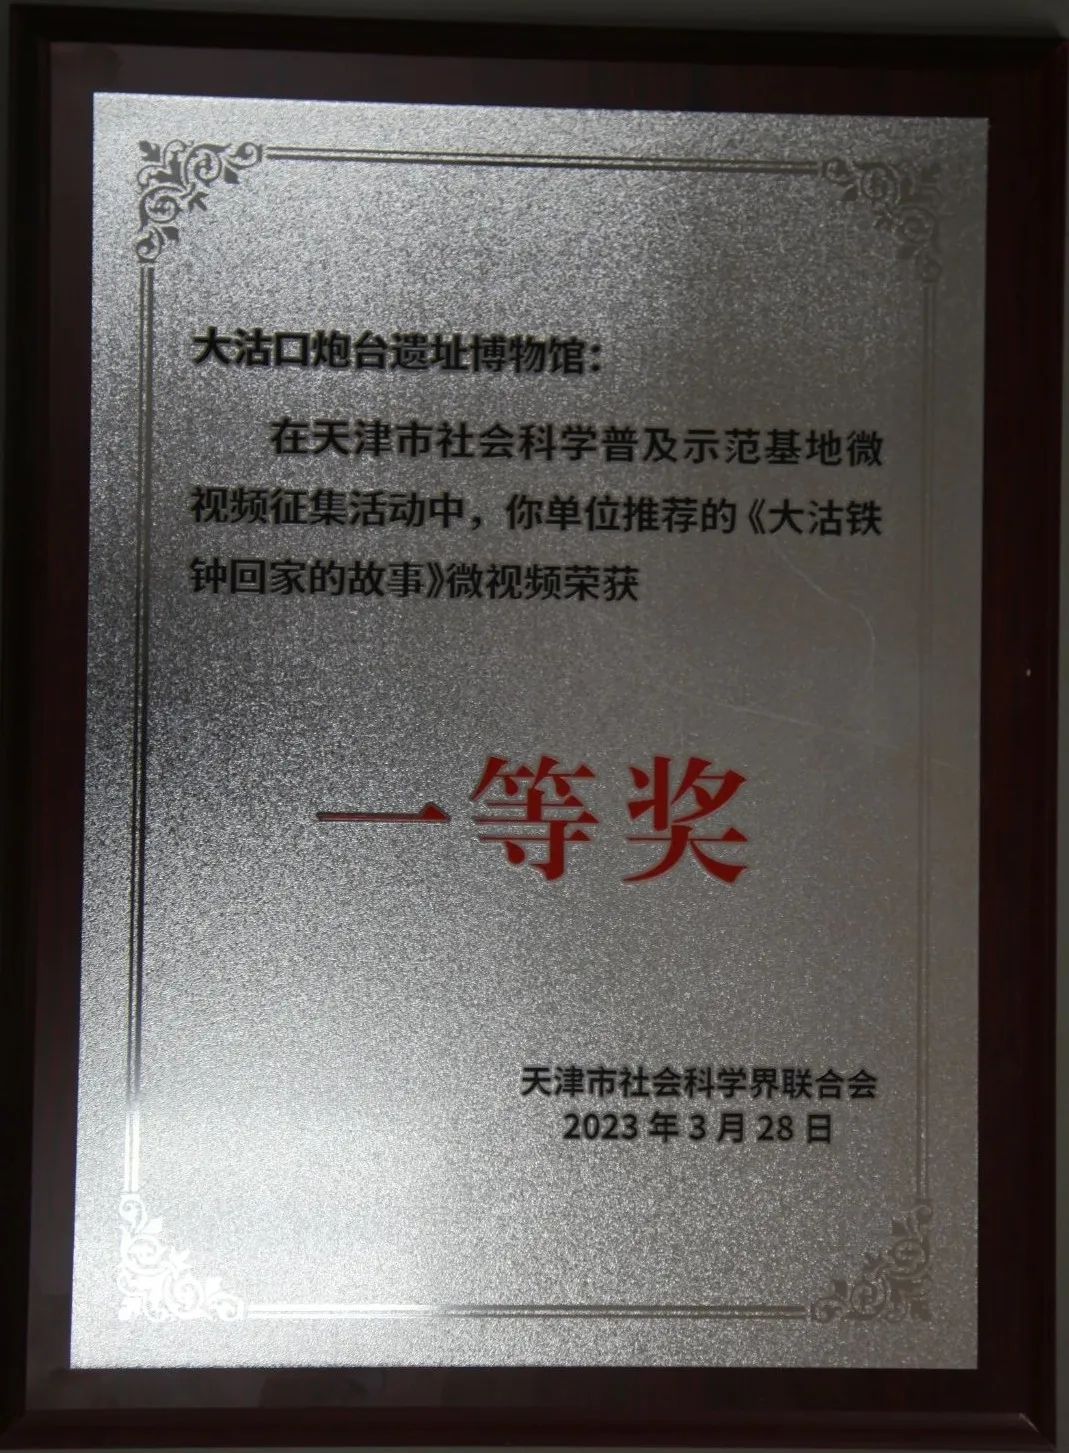 大沽口炮台遗址博物馆：
在天津市社会科学普及示范基地微
视频征集活动中，你单位推荐的《大沽铁
钟回家的故事》微视频荣获
一等奖
天津市社会科学界联合会
2023年3月28日